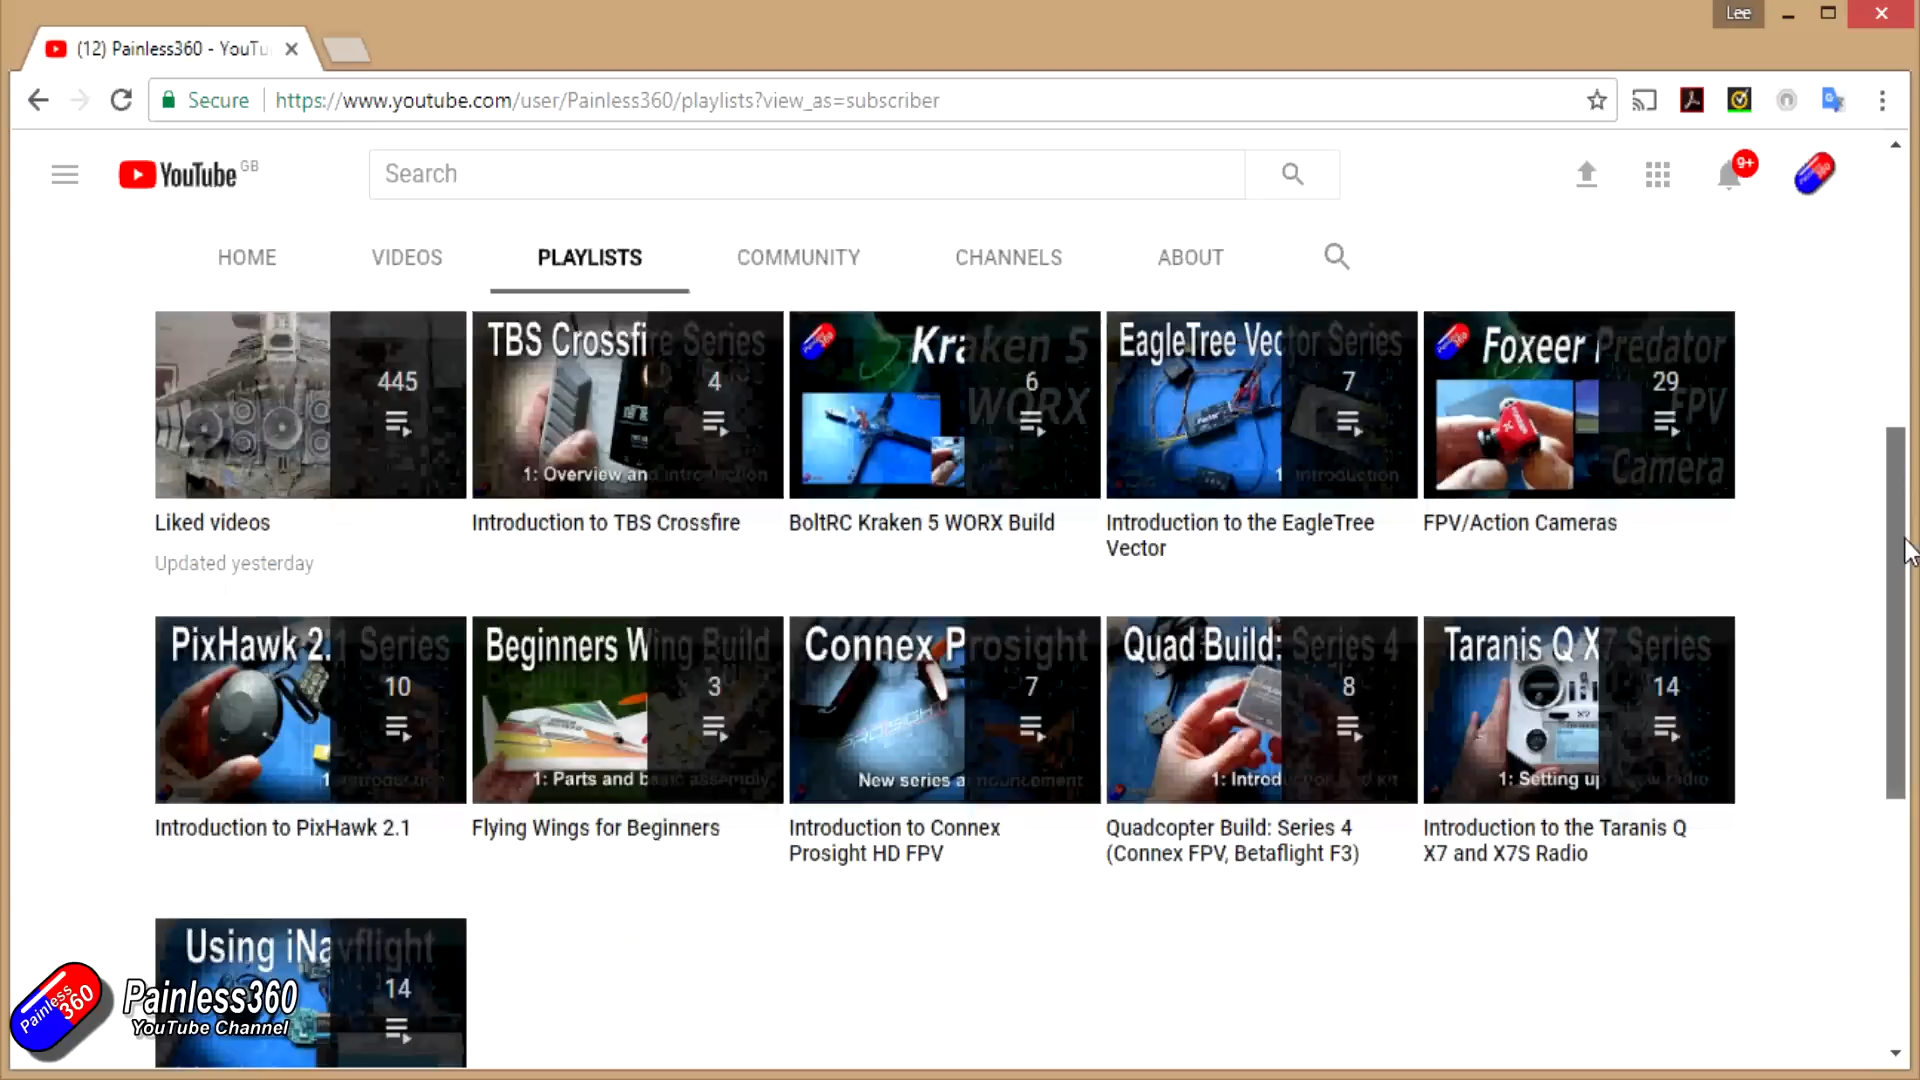 Lee
(12) Painless360 - YouTu
Secure
https://www.youtube.com/user/Painless360/playlists?view_as=subscriber
YouTube GB
Search
9+
HOME
VIDEOS
PLAYLISTS
COMMUNITY
CHANNELS
ABOUT
445
Liked videos
Updated yesterday
TBS Crossfire Series
4
1: Overview and introduction
Introduction to TBS Crossfire
Kraken 5
WORX
6
BoltRC Kraken 5 WORX Build
EagleTree Vector Series
7
1 introduction
Introduction to the EagleTree
Vector
Foxeer Predator
FPV
Camera
29
FPV/Action Cameras
PixHawk 2.1 Series
10
1
Introduction to PixHawk 2.1
Beginners Wing Build
3
1: Parts and basic assembly
Flying Wings for Beginners
Connex Prosight
7
New series announcement
Introduction to Connex
Prosight HD FPV
Quad Build: Series 4
8
Quadcopter Build: Series 4
(Connex FPV, Betaflight F3)
Taranis Q X7 Series
14
1: Setting up
Introduction to the Taranis Q
X7 and X7S Radio
Using iNavflight
14
Painless
360
Painless360
YouTube Channel